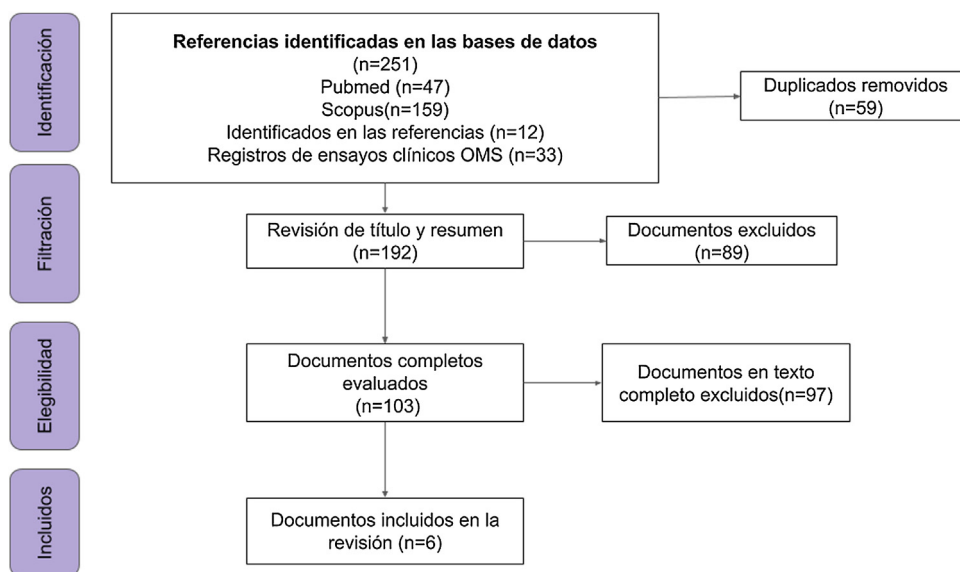 Identificación
Referencias identificadas en las bases de datos
(n=251)
Pubmed (n=47)
Scopus(n=159)
Identificados en las referencias (n=12)
Registros de ensayos clínicos OMS (n=33)
Duplicados removidos
(n=59)
Filtración
Revisión de título y resumen
(n=192)
Documentos excluidos
(n=89)
Elegibilidad
Documentos completos
evaluados
(n=103)
Documentos en texto
completo excluidos(n=97)
Incluidos
Documentos incluidos en la
revisión (n=6)